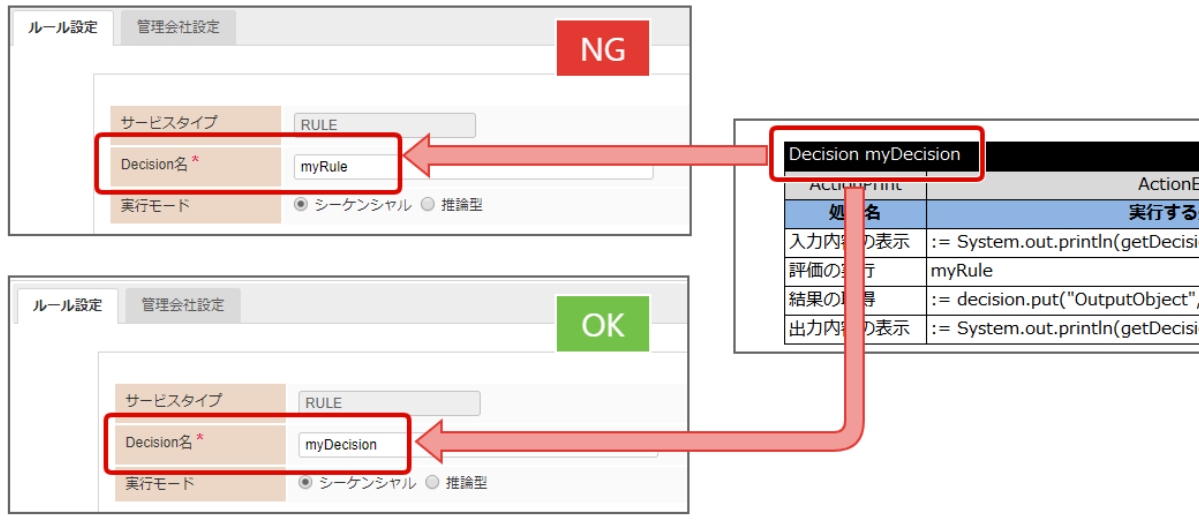 ルール設定 管理会社設定
NG
サービスタイプ RULE
Decision名 * myRule
実行モード シーケンシャル 推論型
ルール設定 管理会社設定
OK
サービスタイプ RULE
Decision名 * myDecision
実行モード シーケンシャル 推論型
Decision myDecision
ActionPrint ActionE
処 名 実行する
入力内 の表示 := System.out.println(getDecisi
評価の 行 myRule
結果の 得 := decision.put("OutputObject",
出力内 の表示 := System.out.println(getDecisi